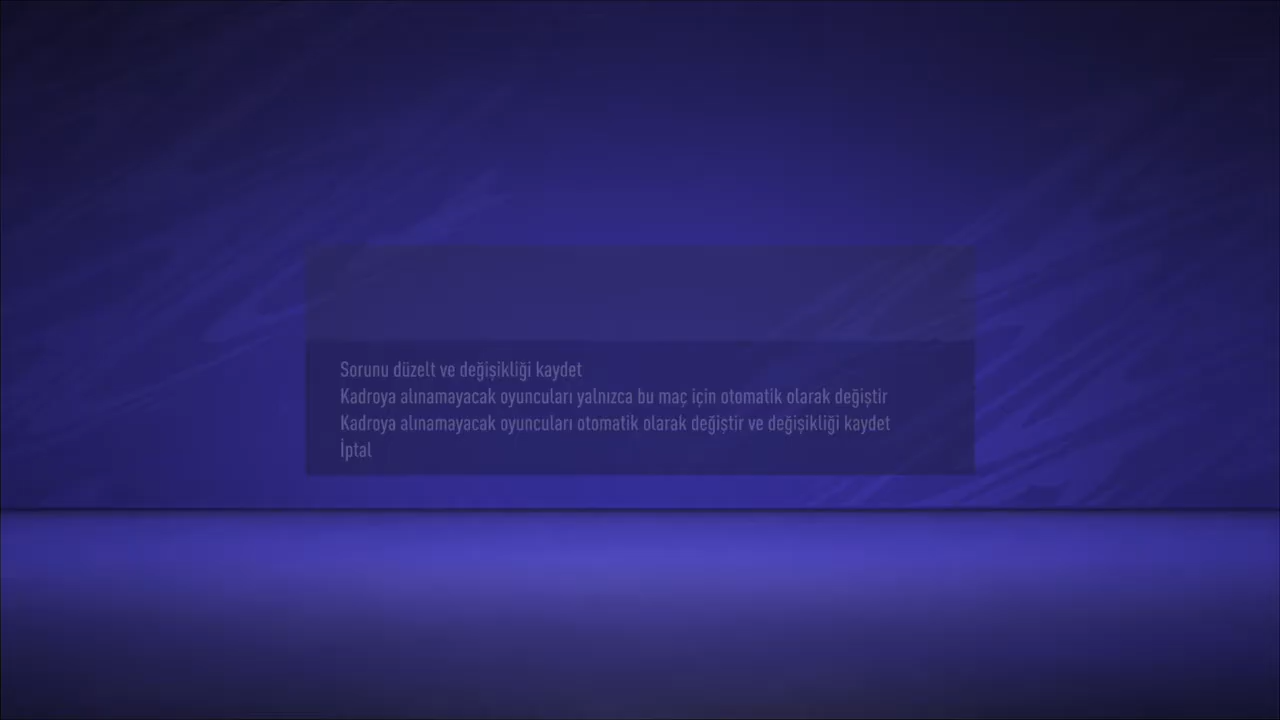 Sorunu düzelt ve değişikliği kaydet
Kadroya alınamayacak oyuncuları yalnızca bu maç için otomatik olarak değiştir
Kadroya alınamayacak oyuncuları otomatik olarak değiştir ve değişikliği kaydet
İptal